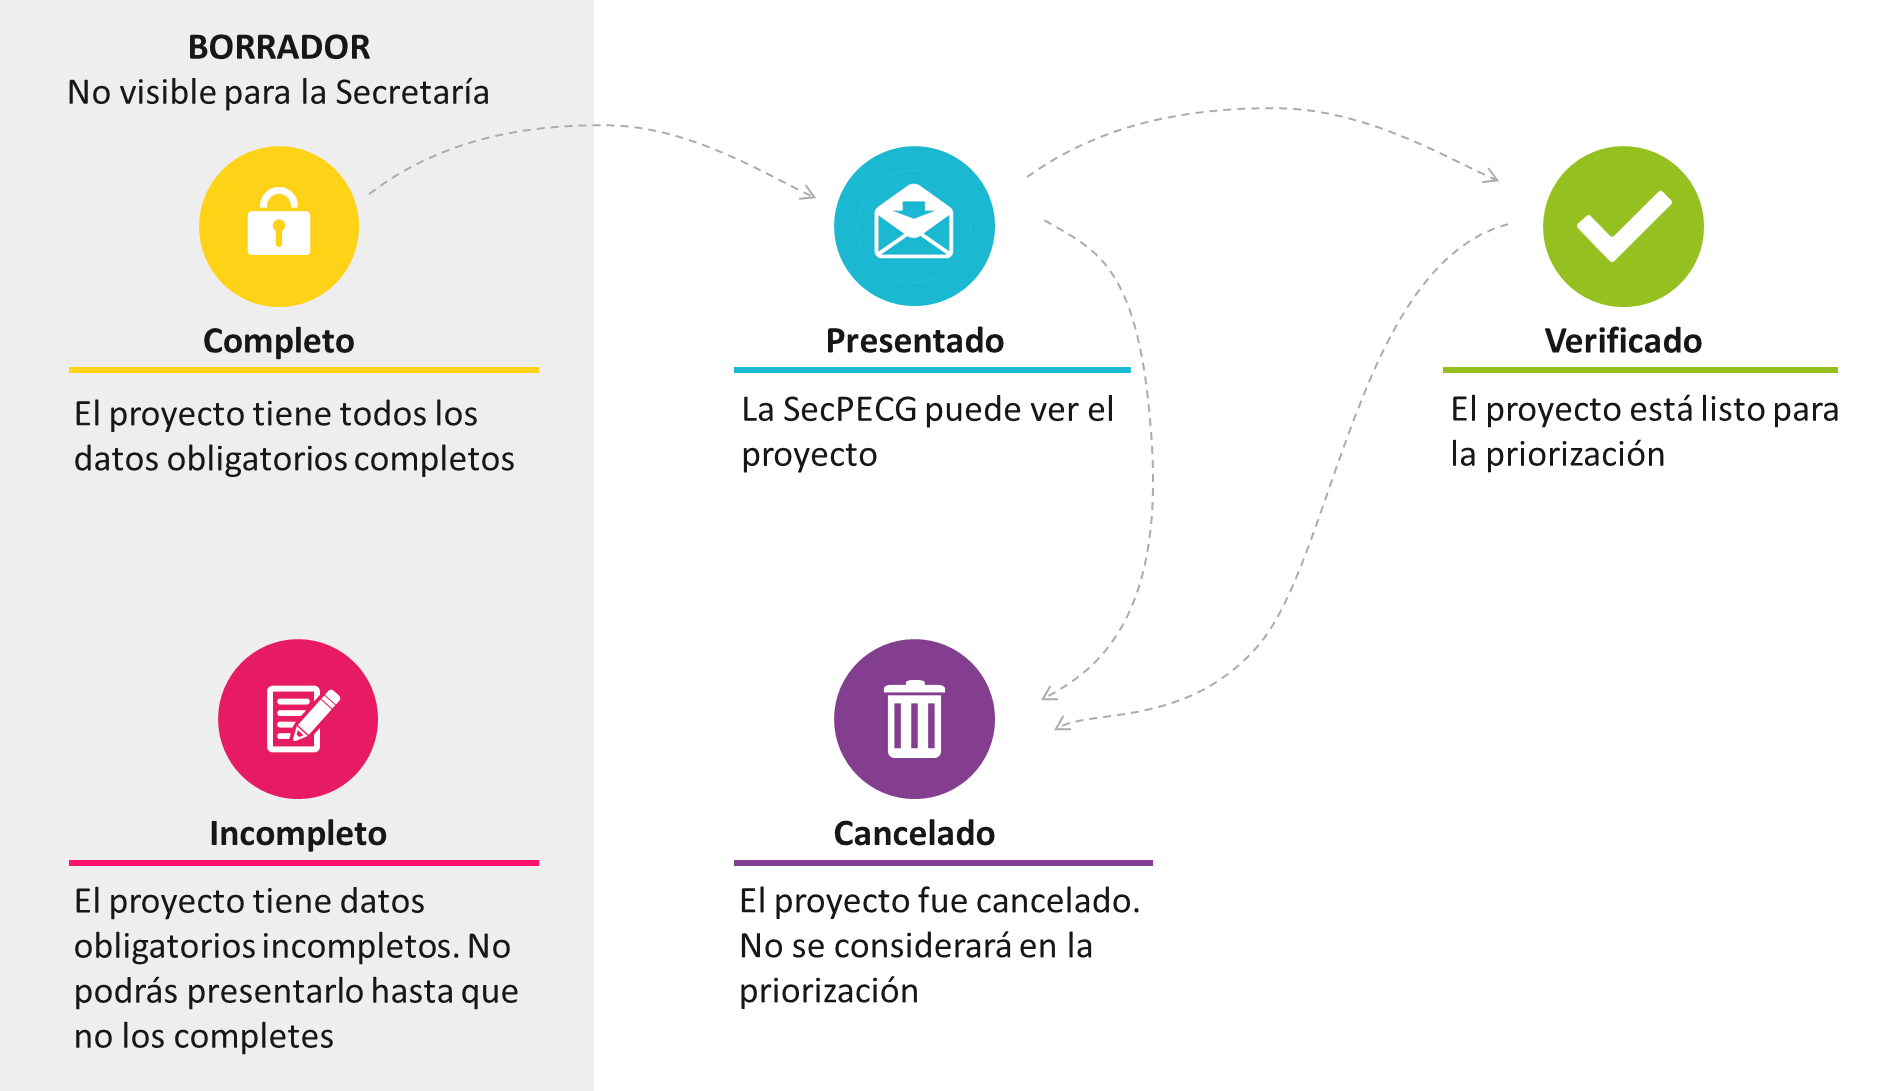 BORRADOR
No visible para la Secretaría
Completo
El proyecto tiene todos los
datos obligatorios completos
Presentado
La SecPECG puede ver el
proyecto
Verificado
El proyecto está listo para
la priorización
Incompleto
El proyecto tiene datos
obligatorios incompletos. No
podrás presentarlo hasta que
no los completes
Cancelado
El proyecto fue cancelado.
No se considerará en la
priorización